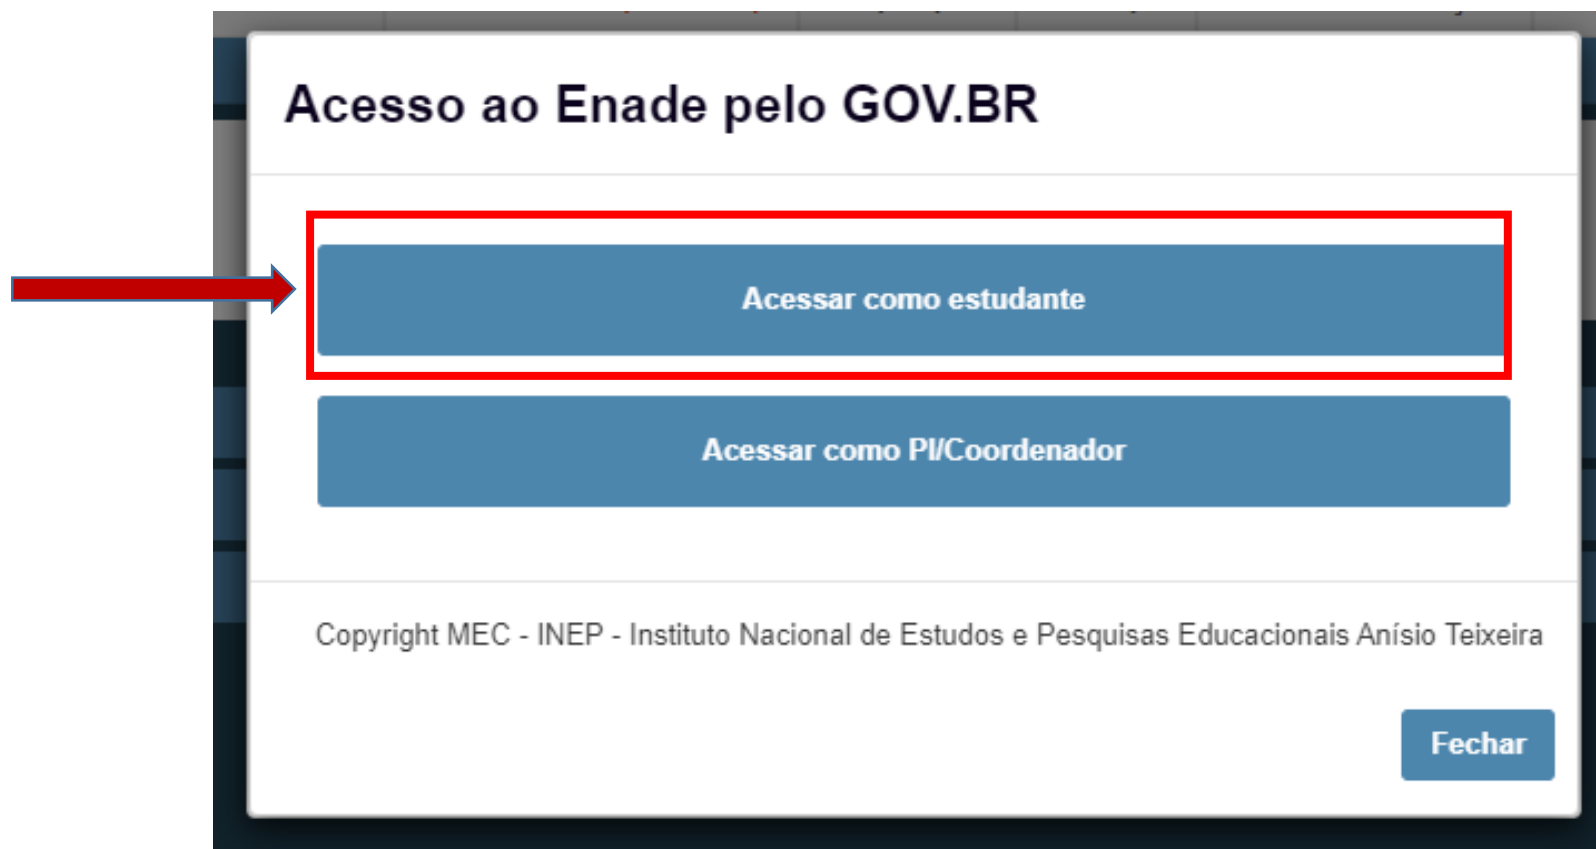 Acesso ao Enade pelo GOV.BR
Acessar como estudante
Acessar como PI/Coordenador
Copyright MEC - INEP - Instituto Nacional de Estudos e Pesquisas Educacionais Anísio Teixeira
Fechar